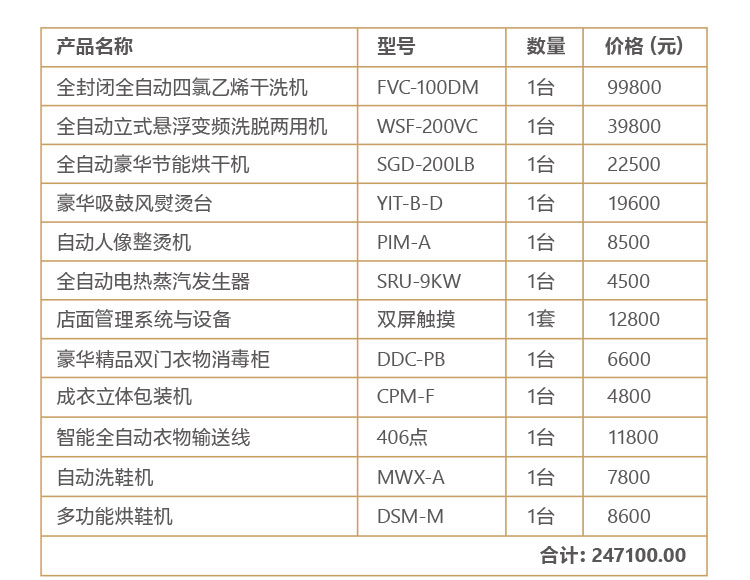 产品名称 型号 数量 价格 (元)
全封闭全自动四氯乙烯干洗机 FVC-100DM 1台 99800
全自动立式悬浮变频洗脱两用机 WSF-200VC 1台 39800
全自动豪华节能烘干机 SGD-200LB 1台 22500
豪华吸鼓风熨烫台 YIT-B-D 1台 19600
自动人像整烫机 PIM-A 1台 8500
全自动电热蒸汽发生器 SRU-9KW 1台 4500
店面管理系统与设备 双屏触摸 1套 12800
豪华精品双门衣物消毒柜 DDC-PB 1台 6600
成衣立体包装机 CPM-F 1台 4800
智能全自动衣物输送线 406点 1台 11800
自动洗鞋机 MWX-A 1台 7800
多功能烘鞋机 DSM-M 1台 8600
合计: 247100.00